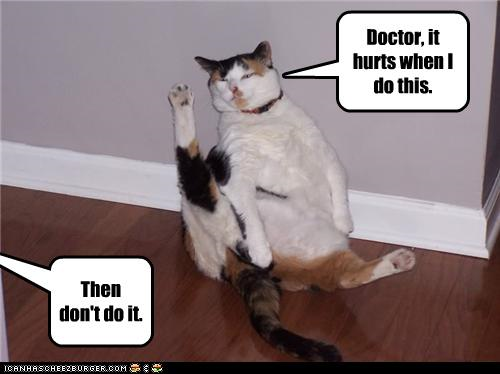 Doctor, it
hurts when I
do this.
Then
don't do it.
ICANHASCHEEZBURGER.COM